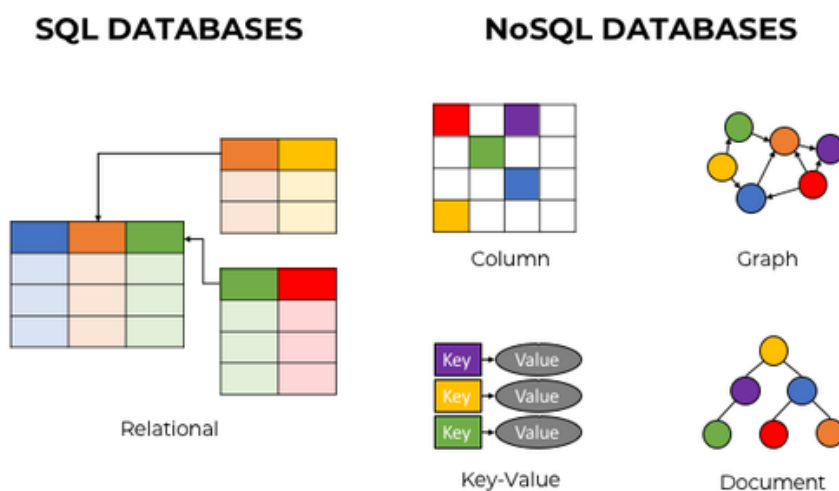 SQL DATABASES
NoSQL DATABASES
Relational
Column
Graph
Key Value
Key Value
Key Value
Key-Value
Document